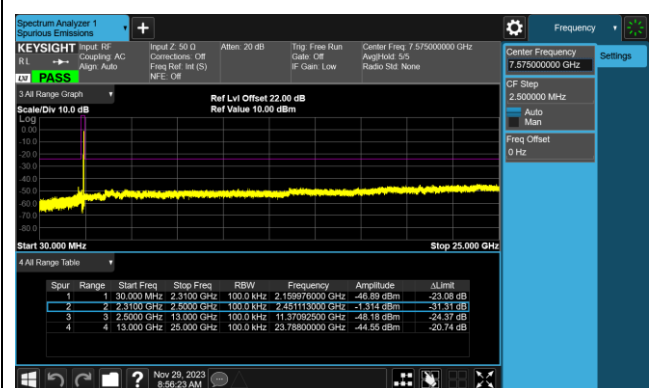 Spectrum Analyzer 1
Spurious Emissions
Frequency
KEYSIGHT Input: RF Input Z: 50 Ω Atten: 20 dB Trig: Free Run Center Freq: 7.575000000 GHz
RL Coupling: AC Corrections: Off Gate: Off Avg|Hold: 5/5
Align: Auto Freq Ref: Int (S) IF Gain: Low Radio Std: None
LXI PASS NFE: Off
Center Frequency
7.575000000 GHz
Settings
CF Step
2.500000 MHz
Auto
Man
Freq Offset
0 Hz
3 All Range Graph
Ref Lvl Offset 22.00 dB
Scale/Div 10.0 dB Ref Value 10.00 dBm
Log
0.00
-10.0
-20.0
-30.0
-40.0
-50.0
-60.0
-70.0
-80.0
Start 30.000 MHz Stop 25.000 GHz
4 All Range Table
Spur Range Start Freq Stop Freq RBW Frequency Amplitude ΔLimit
1 1 30.000 MHz 2.3100 GHz 100.0 kHz 2.159976000 GHz -46.89 dBm -23.08 dB
2 2 2.3100 GHz 2.5000 GHz 100.0 kHz 2.451113000 GHz -1.314 dBm -31.31 dB
3 3 2.5000 GHz 13.000 GHz 100.0 kHz 11.37092500 GHz -48.18 dBm -24.37 dB
4 4 13.000 GHz 25.000 GHz 100.0 kHz 23.78800000 GHz -44.55 dBm -20.74 dB
Nov 29, 2023
8:56:23 AM